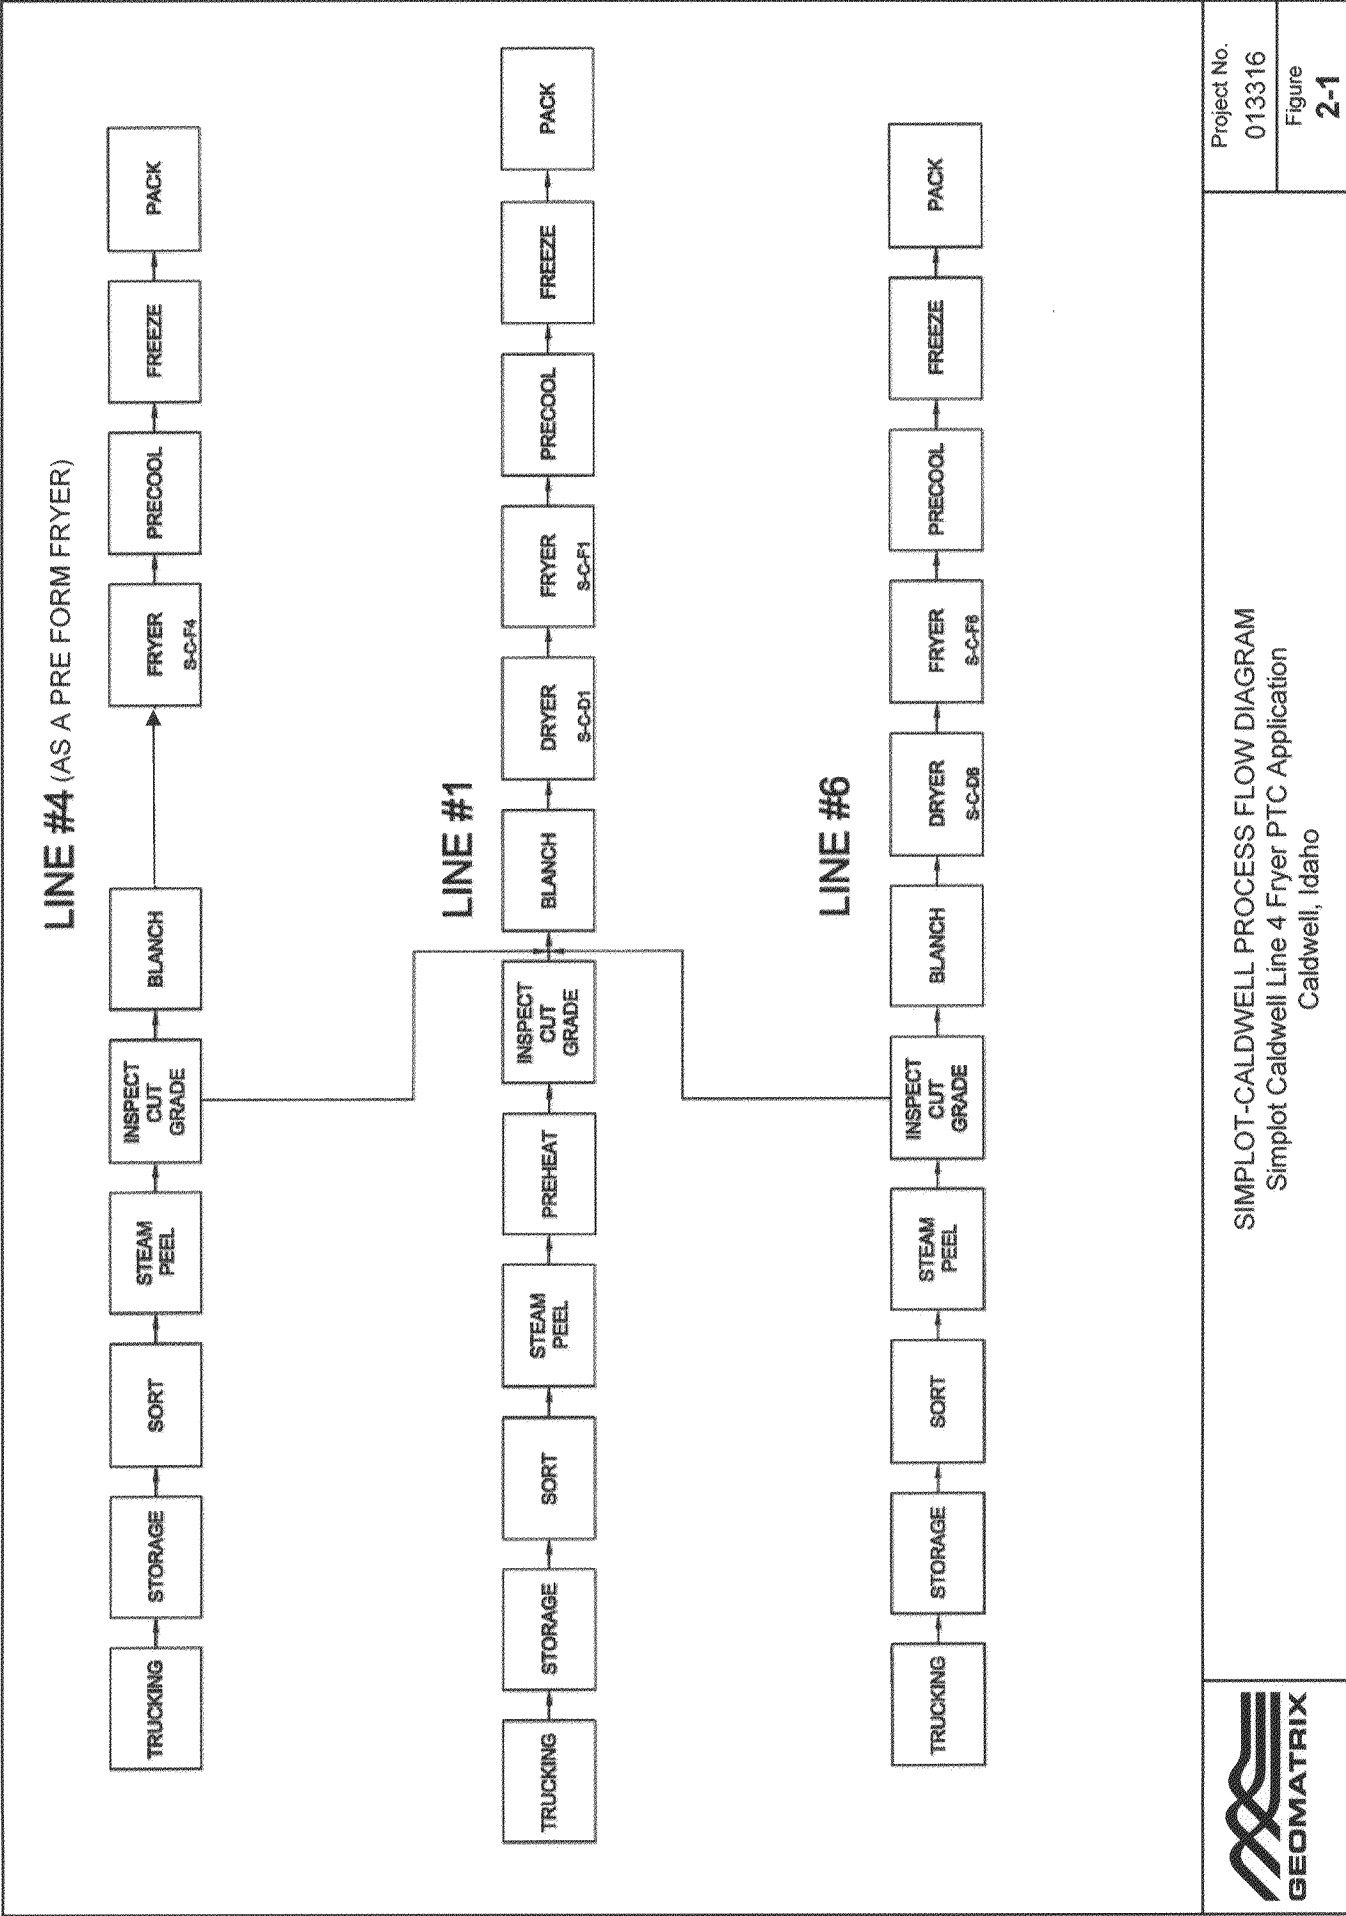 LINE #4 (AS A PRE FORM FRYER)
TRUCKING
STORAGE
SORT
STEAM
PEEL
INSPECT
CUT
GRADE
BLANCH
FRYER
S-C-F4
PRECOOL
FREEZE
PACK
LINE #1
TRUCKING
STORAGE
SORT
STEAM
PEEL
PREHEAT
INSPECT
CUT
GRADE
BLANCH
DRYER
S-C-D1
FRYER
S-C-F1
PRECOOL
FREEZE
PACK
LINE #6
TRUCKING
STORAGE
SORT
STEAM
PEEL
INSPECT
CUT
GRADE
BLANCH
DRYER
S-C-D6
FRYER
S-C-F6
PRECOOL
FREEZE
PACK
GEOMATRIX
SIMPLOT-CALDWELL PROCESS FLOW DIAGRAM
Simplot Caldwell Line 4 Fryer PTC Application
Caldwell, Idaho
Project No.
013316
Figure
2-1